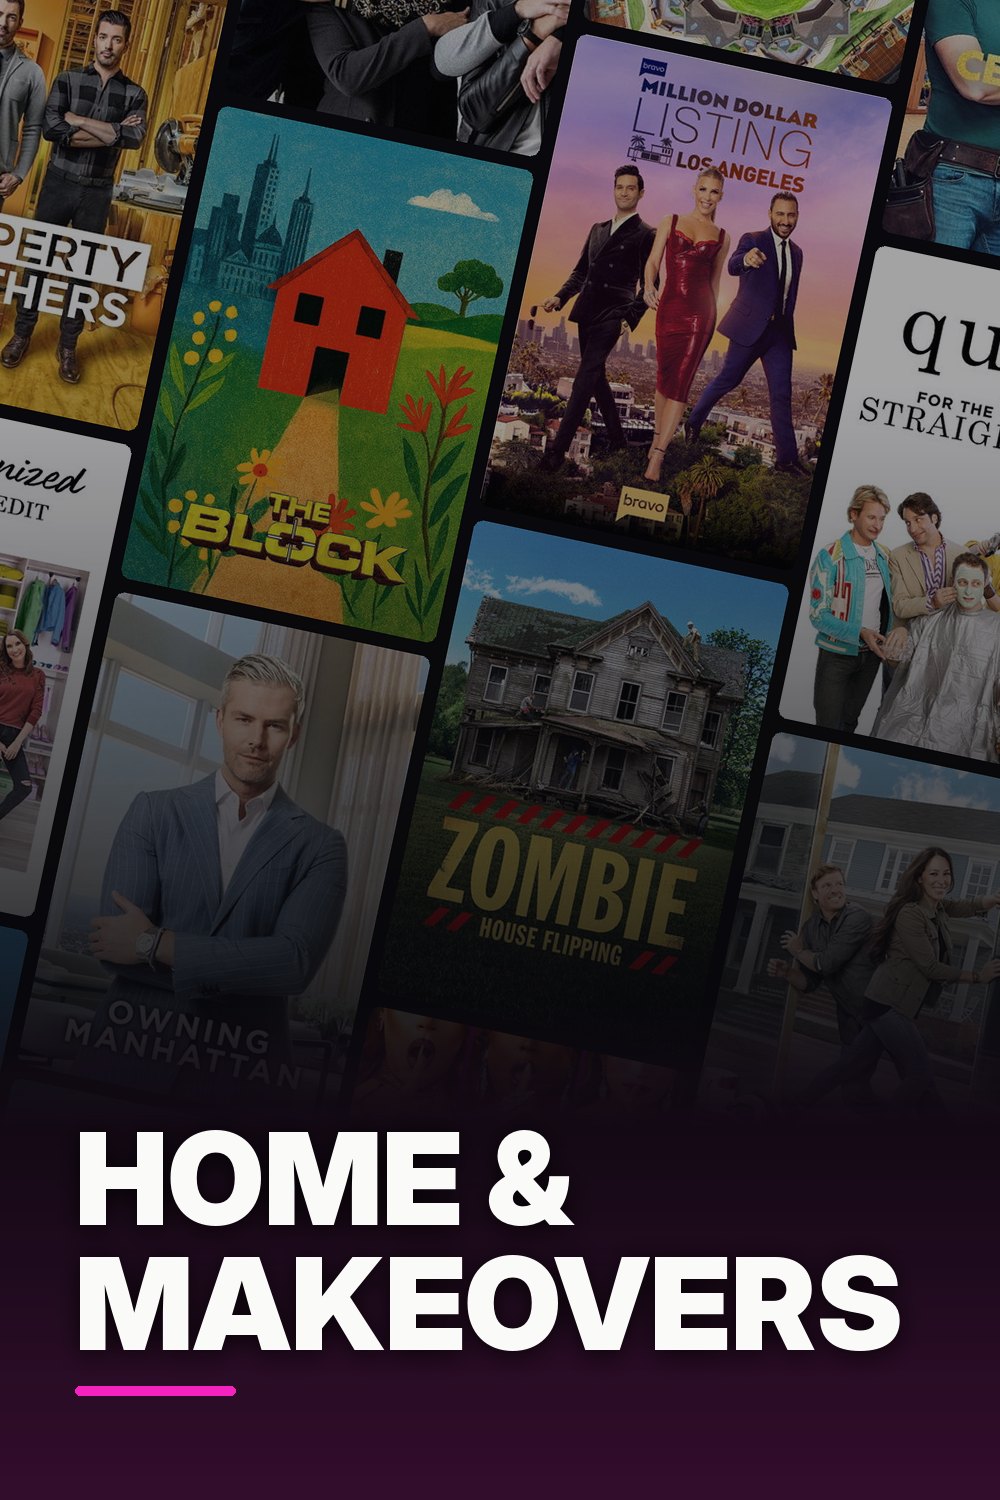 bravo
MILLION DOLLAR
LISTING
LOS ANGELES
bravo
PERTY
THERS
THE
BLOCK
qu
FOR THE
STRAIG
nized
EDIT
ZOMBIE
HOUSE FLIPPING
OWNING
MANHATTAN
HOME &
MAKEOVERS